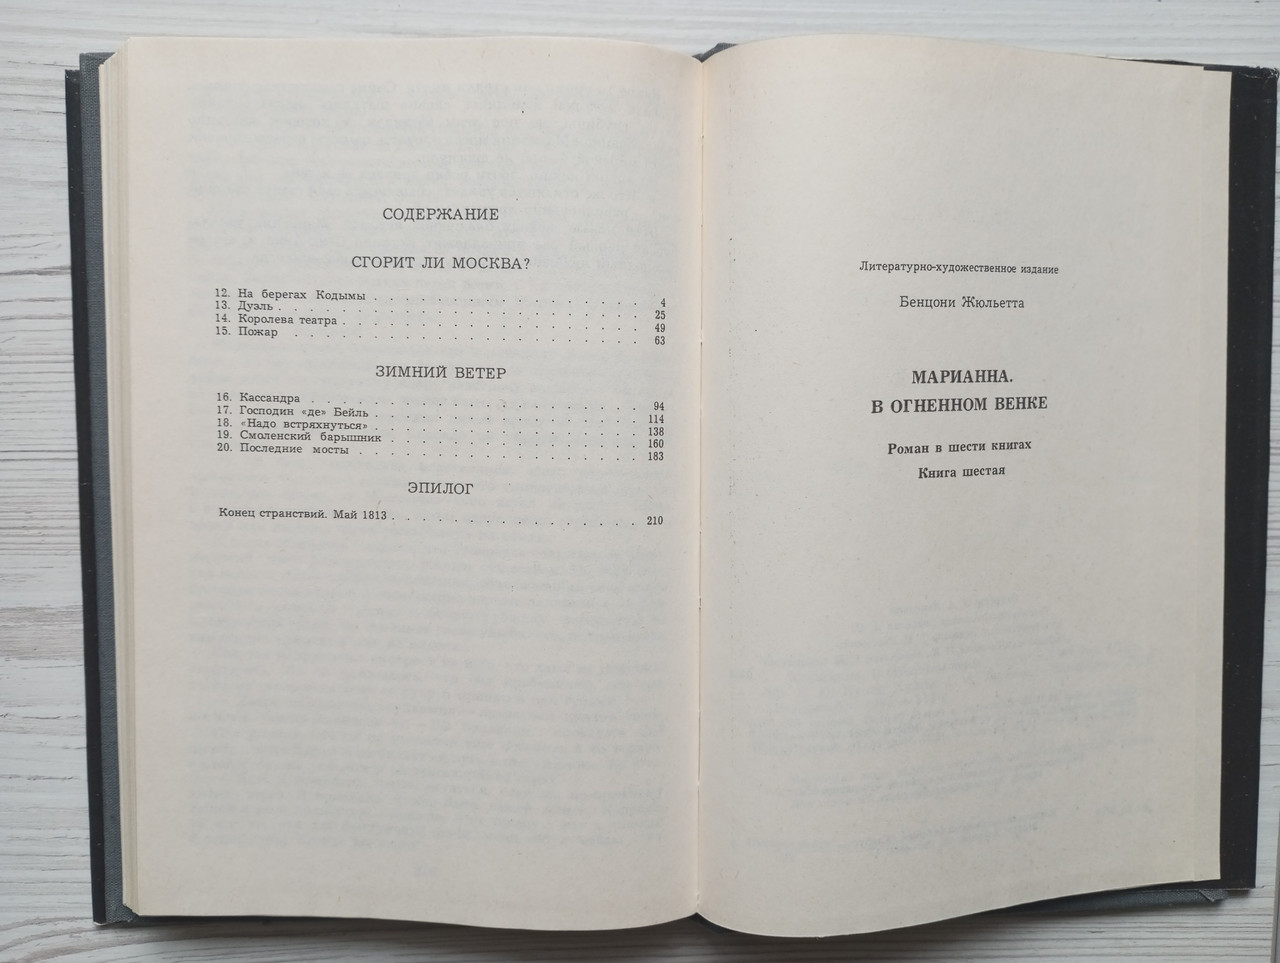 СОДЕРЖАНИЕ
СГОРИТ ЛИ МОСКВА?
12. На берегах Кодымы . . . . . . . . . . . . . . . . . 4
13. Дуэль . . . . . . . . . . . . . . . . . . . . . 25
14. Королева театра . . . . . . . . . . . . . . . . . . 49
15. Пожар . . . . . . . . . . . . . . . . . . . . 63
ЗИМНИЙ ВЕТЕР
16. Кассандра . . . . . . . . . . . . . . . . . . . 94
17. Господин «де» Бейль . . . . . . . . . . . . . . . . 114
18. «Надо встряхнуться» . . . . . . . . . . . . . . . . 138
19. Смоленский барышник . . . . . . . . . . . . . . . 160
20. Последние мосты . . . . . . . . . . . . . . . . . 183
ЭПИЛОГ
Конец странствий. Май 1813 . . . . . . . . . . . . . . . 210
Литературно-художественное издание
Бенцони Жюльетта
МАРИАННА.
В ОГНЕННОМ ВЕНКЕ
Роман в шести книгах
Книга шестая